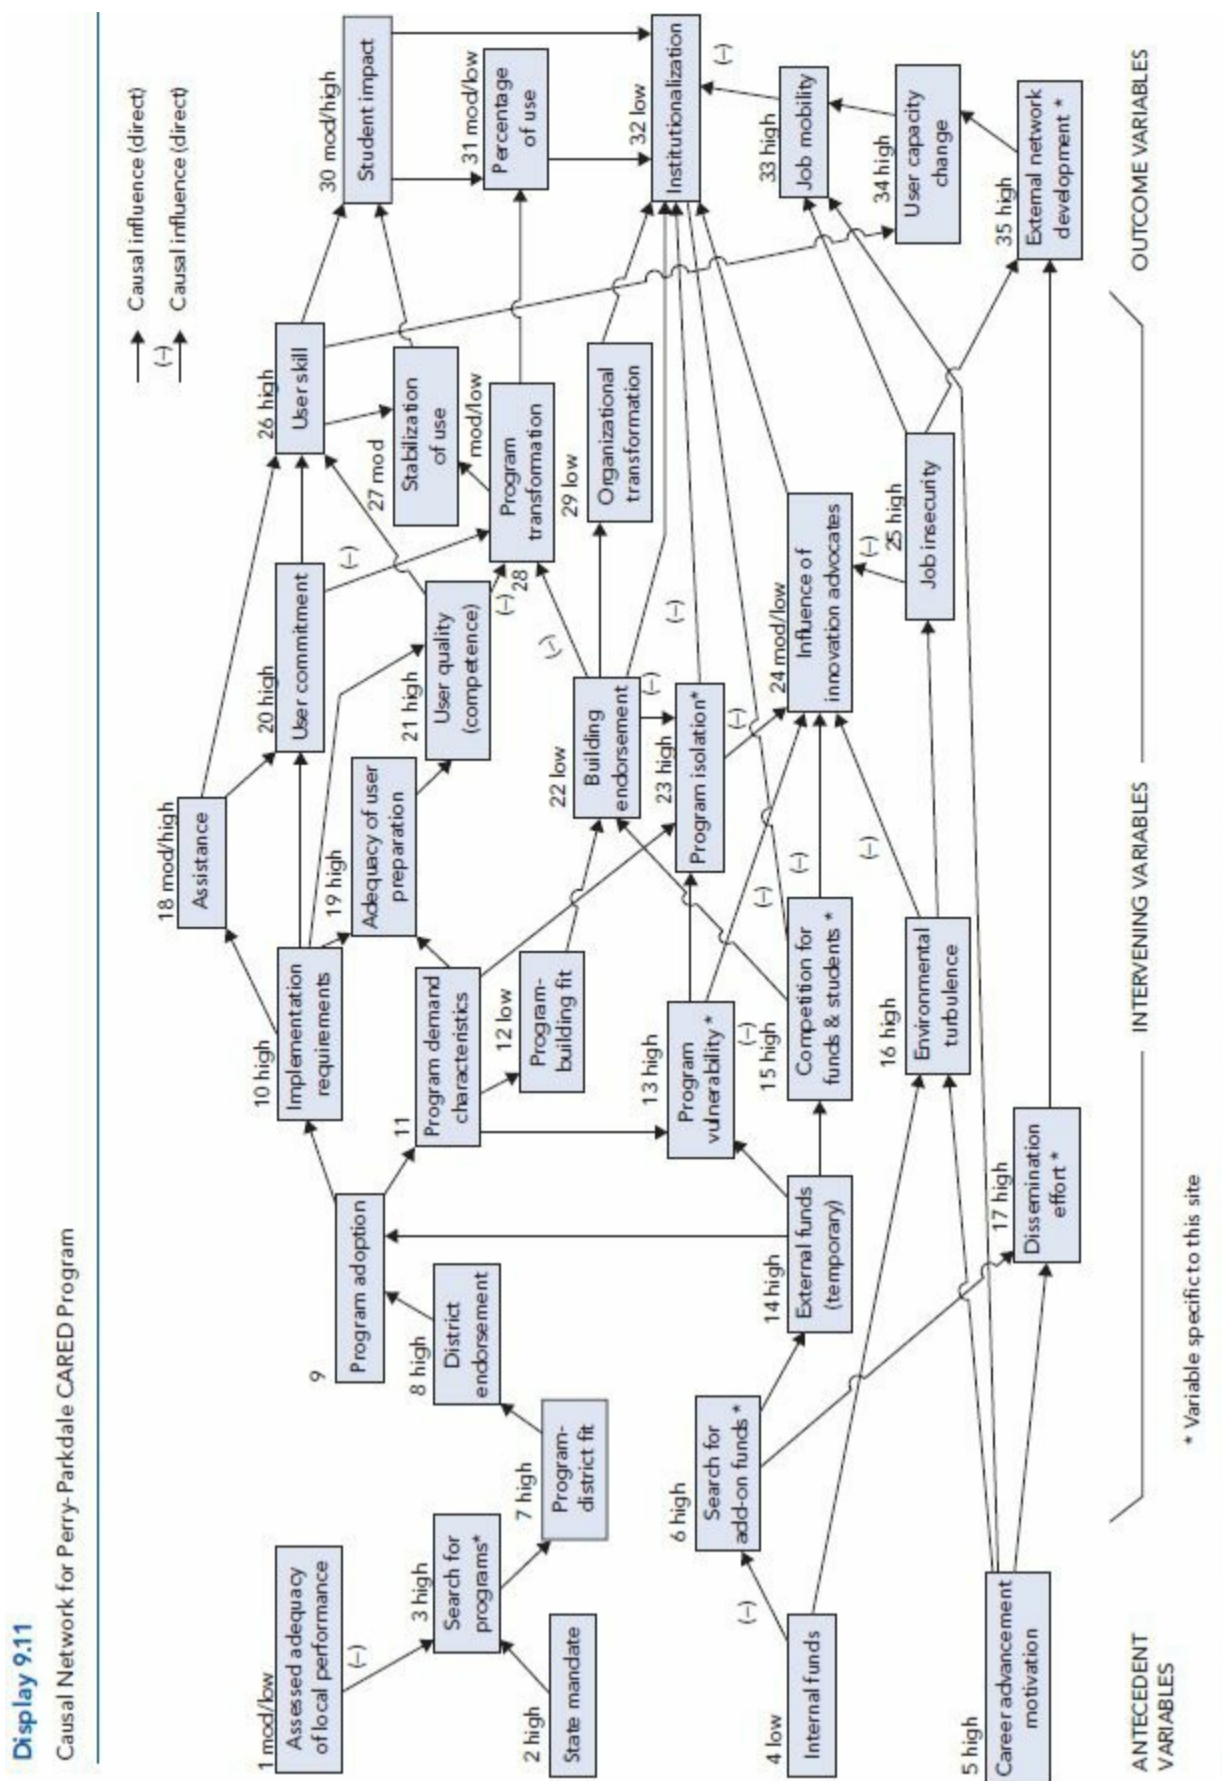 Display 9.11
Causal Network for Perry-Parkdale CARED Program
Causal influence (direct)
(–)
Causal influence (direct)
1 mod/low
Assessed adequacy
of local performance
(–)
2 high
State mandate
3 high
Search for
programs*
4 low
Internal funds
(–)
5 high
Career advancement
motivation
6 high
Search for
add-on funds *
7 high
Program-
district fit
8 high
District
endorsement
9
Program adoption
10 high
Implementation
requirements
11
Program demand
characteristics
12 low
Program-
building fit
13 high
Program
vulnerability *
(–)
14 high
External funds
(temporary)
15 high
Competition for
funds & students *
(–)
(–)
16 high
Environmental
turbulence
(–)
17 high
Dissemination
effort *
18 mod/high
Assistance
19 high
Adequacy of user
preparation
20 high
User commitment
(–)
21 high
User quality
(competence)
(–)
22 low
Building
endorsement
(–)
(–)
23 high
Program isolation*
(–)
(–)
24 mod/low
Influence of
innovation advocates
(–)
25 high
Job insecurity
26 high
User skill
27 mod
Stabilization
of use
28
mod/low
Program
transformation
29 low
Organizational
transformation
30 mod/high
Student impact
31 mod/low
Percentage
of use
32 low
Institutionalization
(–)
33 high
Job mobility
34 high
User capacity
change
35 high
External network
development *
ANTECEDENT
VARIABLES
INTERVENING VARIABLES
OUTCOME VARIABLES
* Variable specific to this site